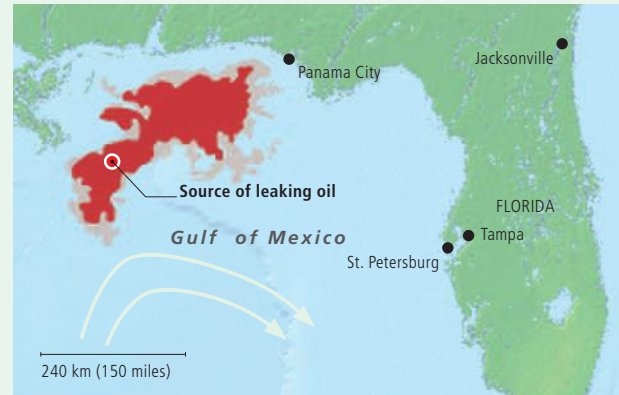 Jacksonville
Panama City
Source of leaking oil
FLORIDA
Gulf of Mexico
Tampa
St. Petersburg
240 km (150 miles)